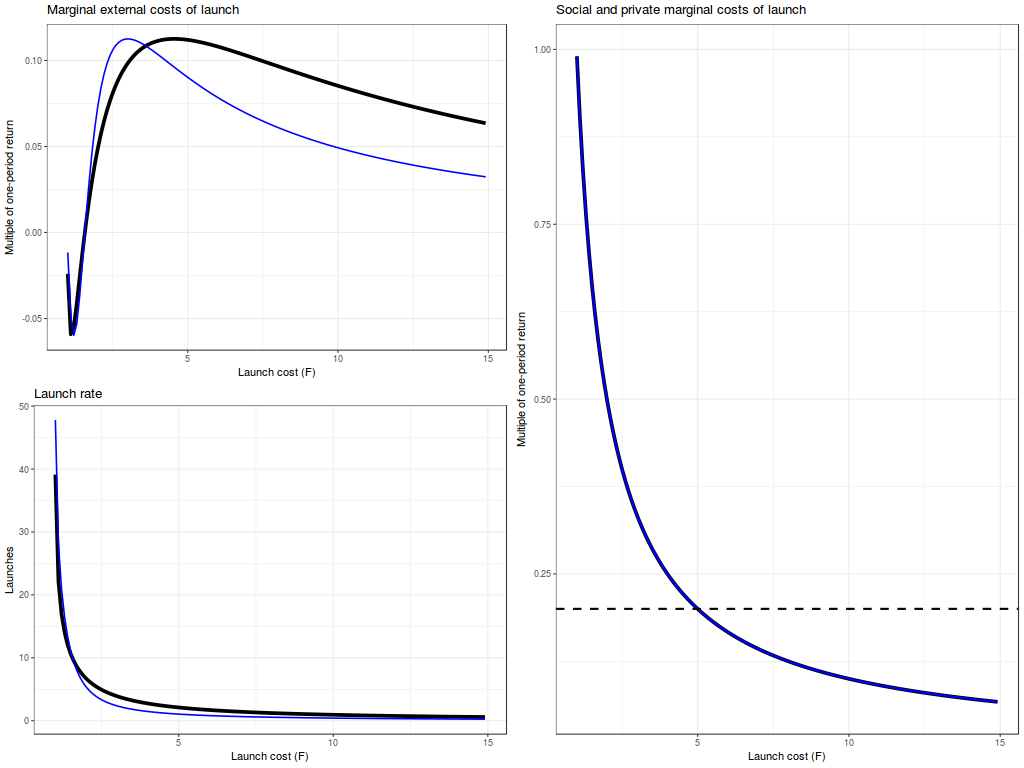 Marginal external costs of launch
Multiple of one-period return
0.10
0.05
0.00
-0.05
5
10
15
Launch cost (F)
Launch rate
Launches
50
40
30
20
10
0
5
10
15
Launch cost (F)
Social and private marginal costs of launch
Multiple of one-period return
1.00
0.75
0.50
0.25
5
10
15
Launch cost (F)